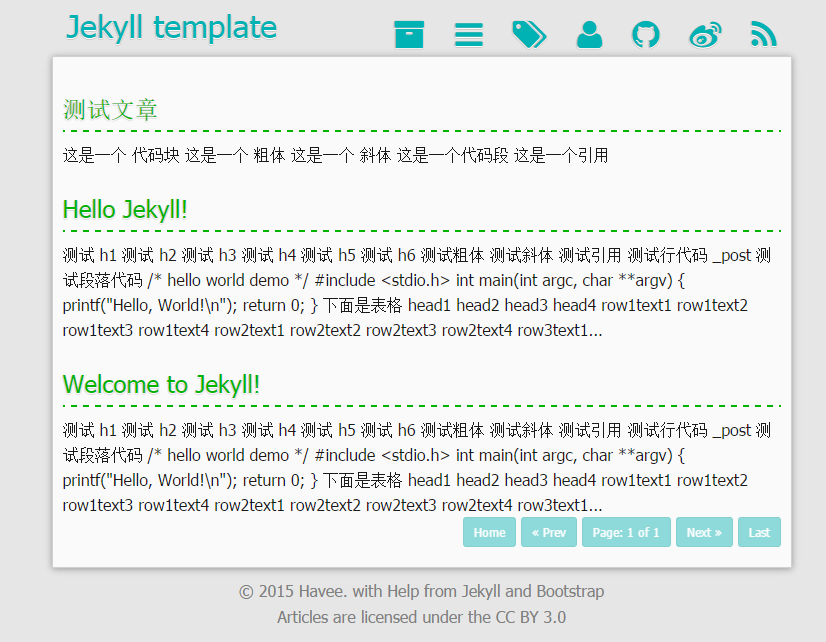 Jekyll template
测试文章
这是一个 代码块 这是一个 粗体 这是一个 斜体 这是一个代码段 这是一个引用
Hello Jekyll!
测试 h1 测试 h2 测试 h3 测试 h4 测试 h5 测试 h6 测试粗体 测试斜体 测试引用 测试行代码 _post 测
试段落代码 /* hello world demo */ #include <stdio.h> int main(int argc, char **argv) {
printf("Hello, World!\n"); return 0; } 下面是表格 head1 head2 head3 head4 row1text1 row1text2
row1text3 row1text4 row2text1 row2text2 row2text3 row2text4 row3text1...
Welcome to Jekyll!
测试 h1 测试 h2 测试 h3 测试 h4 测试 h5 测试 h6 测试粗体 测试斜体 测试引用 测试行代码 _post 测
试段落代码 /* hello world demo */ #include <stdio.h> int main(int argc, char **argv) {
printf("Hello, World!\n"); return 0; } 下面是表格 head1 head2 head3 head4 row1text1 row1text2
row1text3 row1text4 row2text1 row2text2 row2text3 row2text4 row3text1...
Home « Prev Page: 1 of 1 Next » Last
© 2015 Havee. with Help from Jekyll and Bootstrap
Articles are licensed under the CC BY 3.0